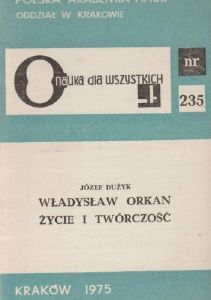 POLSKA AKADEMIA NAUK
ODDZIAŁ W KRAKOWIE
nauka dla wszystkich
nr
235
JÓZEF DUŻYK
WŁADYSŁAW ORKAN
ŻYCIE I TWÓRCZOŚĆ
KRAKÓW 1975